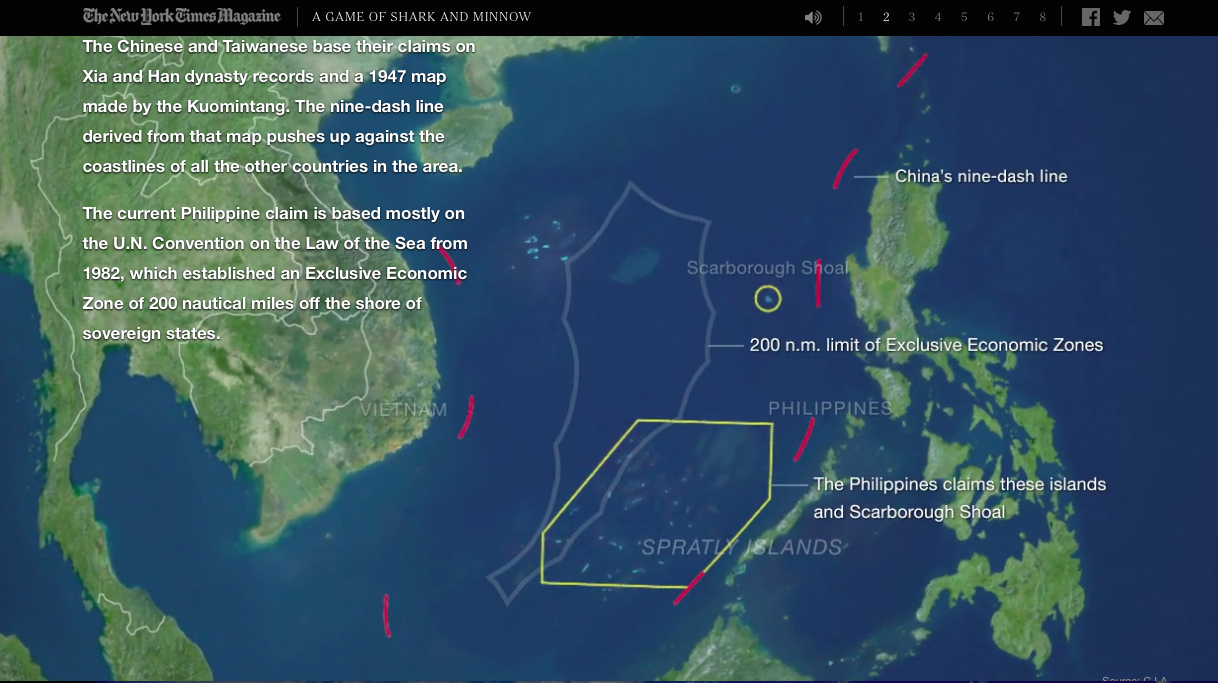 The New York Times Magazine
A GAME OF SHARK AND MINNOW
1 2 3 4 5 6 7 8
The Chinese and Taiwanese base their claims on
Xia and Han dynasty records and a 1947 map
made by the Kuomintang. The nine-dash line
derived from that map pushes up against the
coastlines of all the other countries in the area.
The current Philippine claim is based mostly on
the U.N. Convention on the Law of the Sea from
1982, which established an Exclusive Economic
Zone of 200 nautical miles off the shore of
sovereign states.
China's nine-dash line
Scarborough Shoal
200 n.m. limit of Exclusive Economic Zones
VIETNAM
PHILIPPINES
The Philippines claims these islands
and Scarborough Shoal
SPRATLY ISLANDS